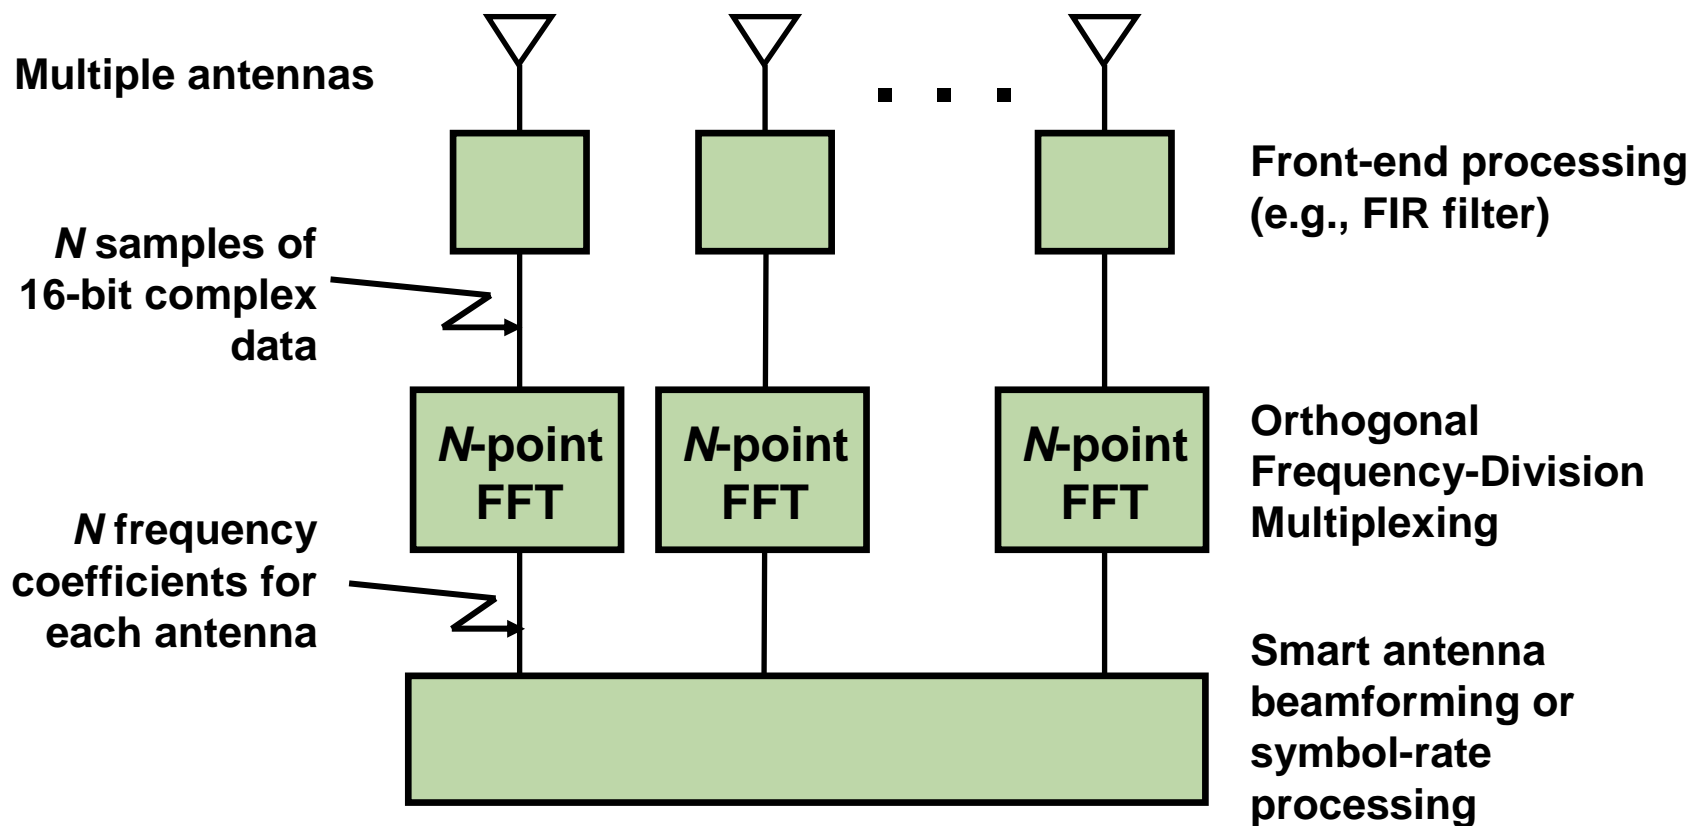 Multiple antennas
Front-end processing
(e.g., FIR filter)
N samples of
16-bit complex
data
N-point
FFT
N-point
FFT
N-point
FFT
Orthogonal
Frequency-Division
Multiplexing
N frequency
coefficients for
each antenna
Smart antenna
beamforming or
symbol-rate
processing